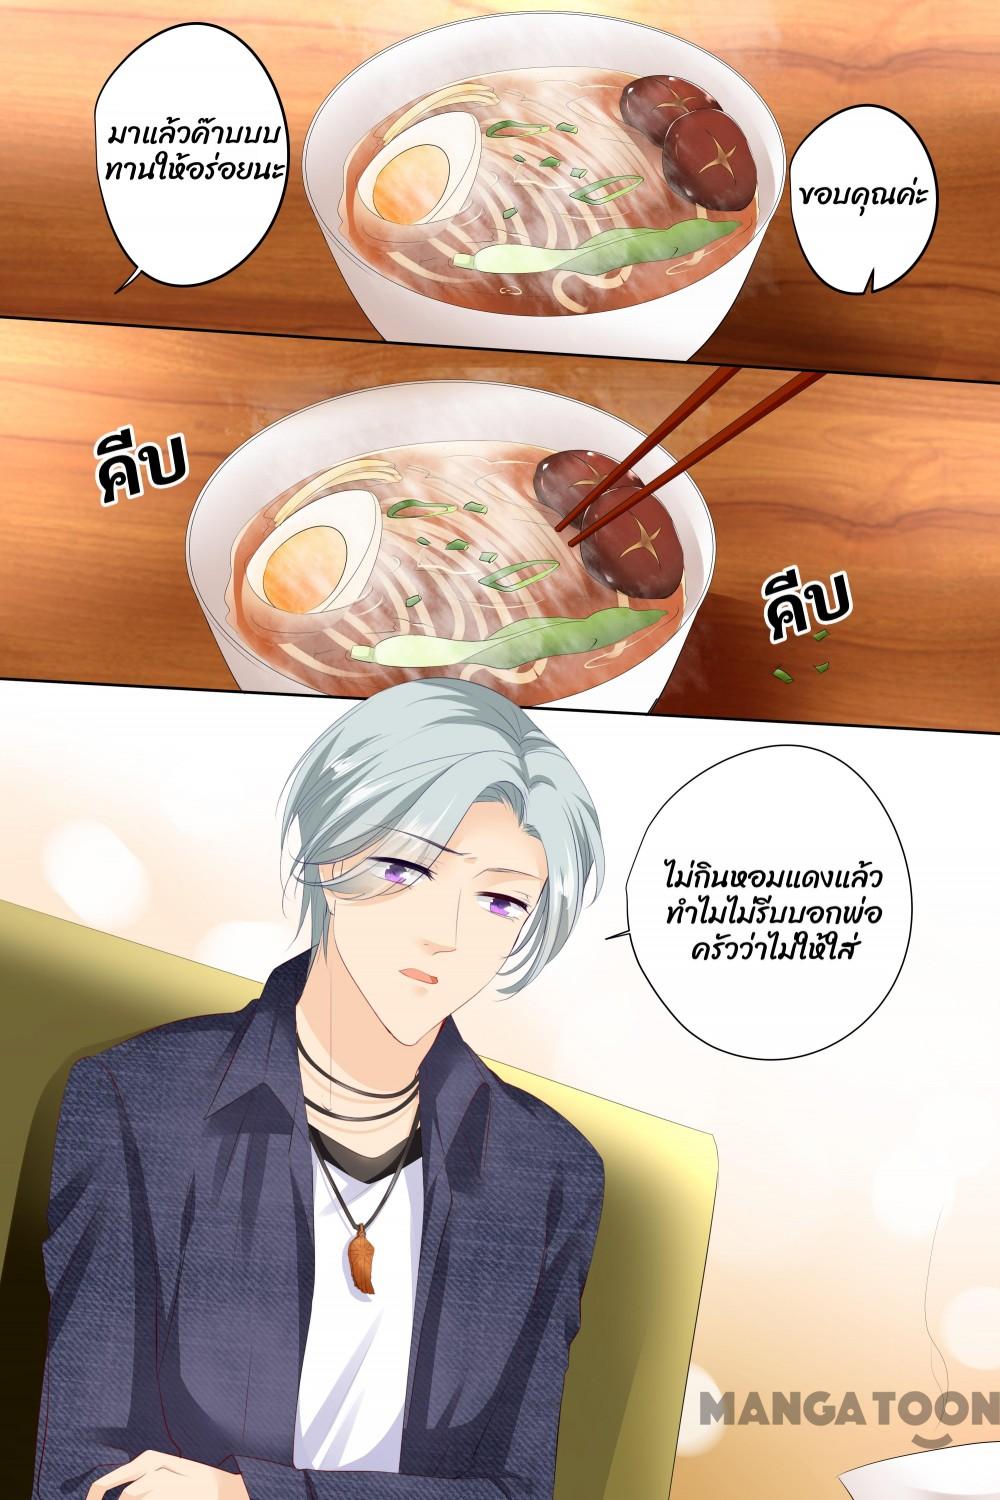 มาแล้วค๊าบบบ
ทานให้อร่อยนะ
ขอบคุณค่ะ
คีบ
คีบ
ไม่กินหอมแดงแล้ว
ทำไมไม่รีบบอกพ่อ
ครัวว่าไม่ให้ใส่
MANGATOON